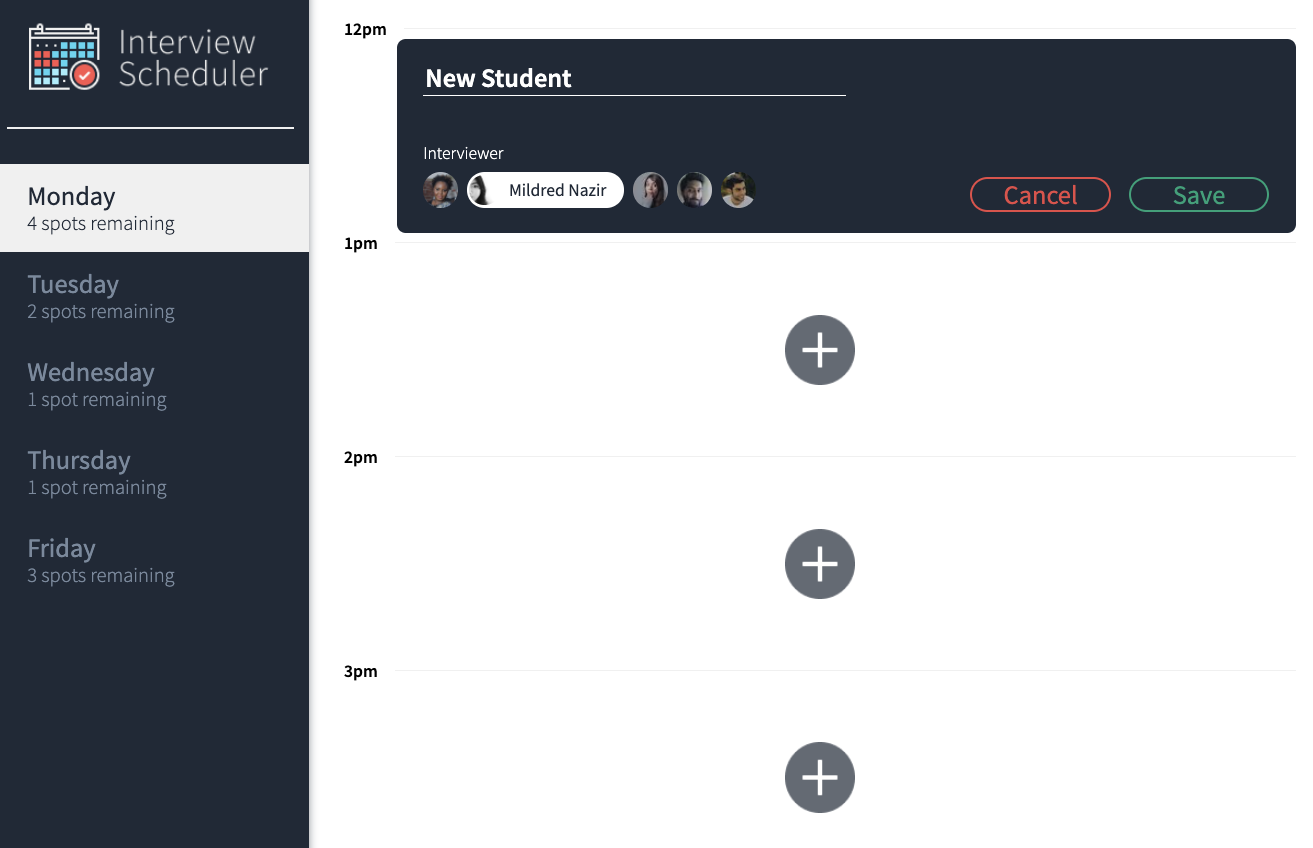 Interview
Scheduler
Monday
4 spots remaining
Tuesday
2 spots remaining
Wednesday
1 spot remaining
Thursday
1 spot remaining
Friday
3 spots remaining
12pm
New Student
Interviewer
Mildred Nazir
Cancel
Save
1pm
2pm
3pm